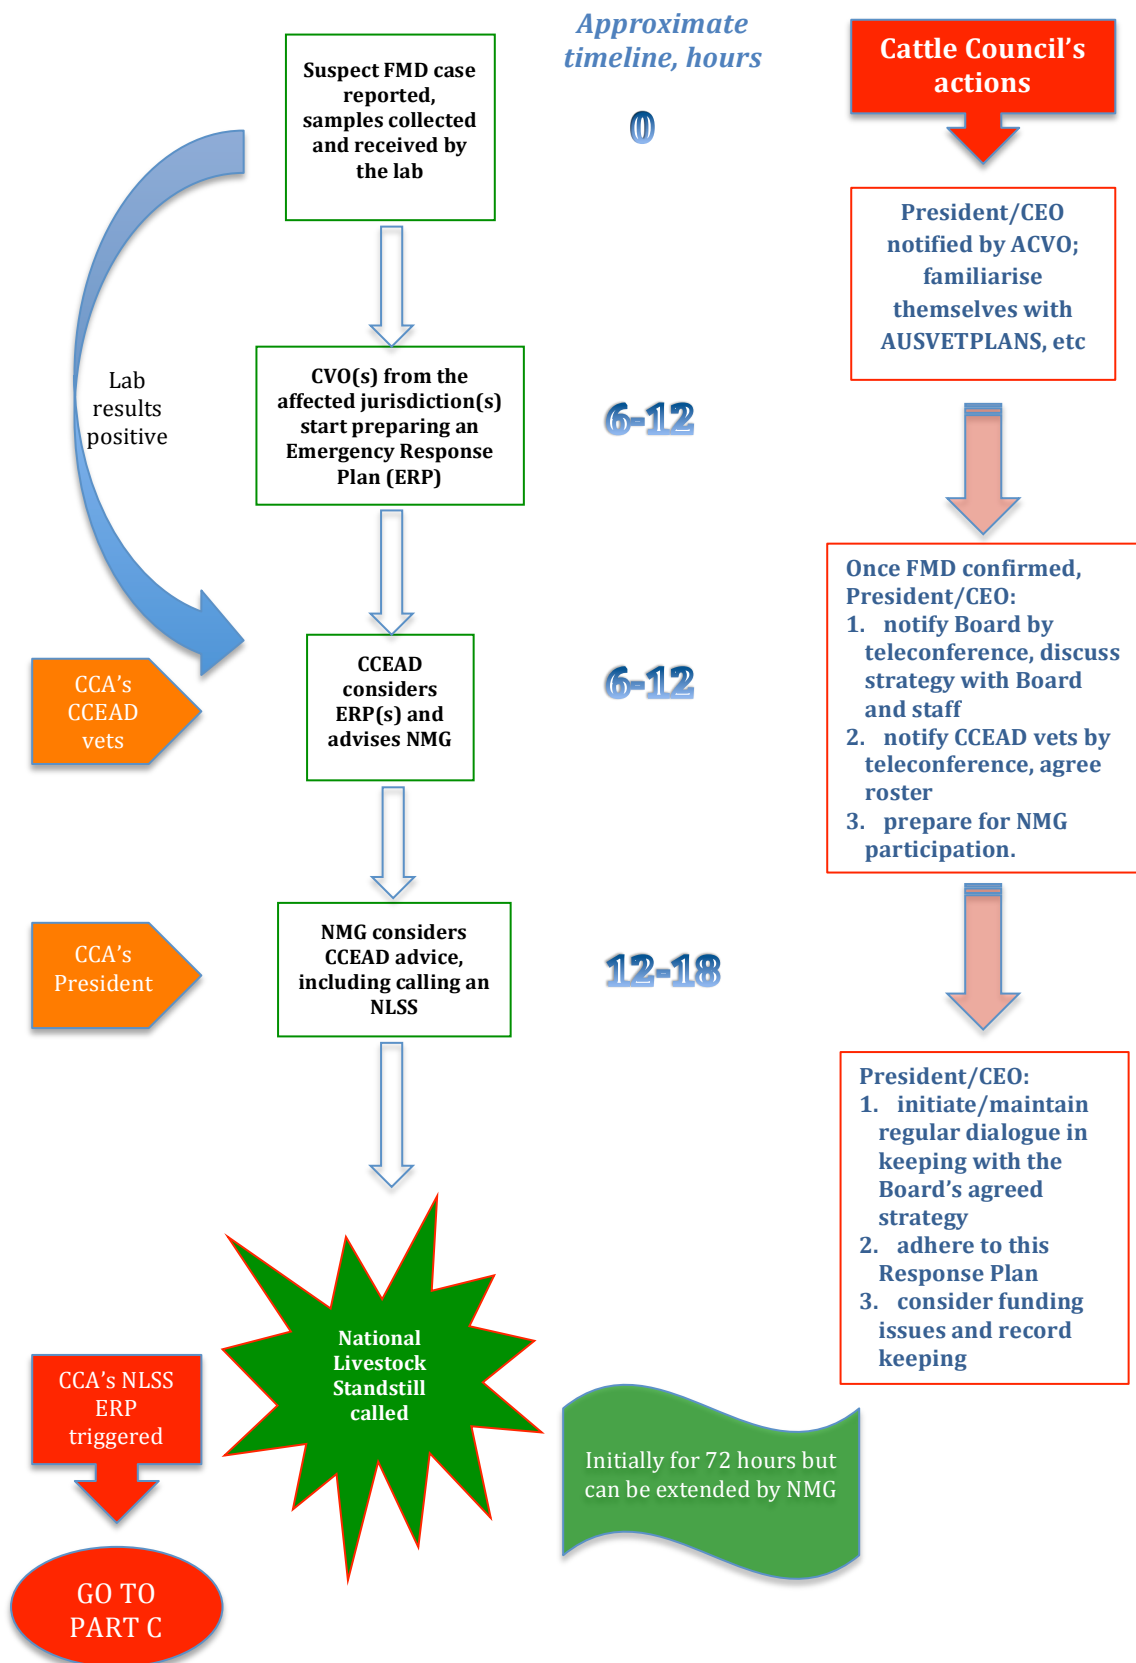 Approximate
timeline, hours
Cattle Council's
actions
Suspect FMD case
reported,
samples collected
and received by
the lab
0
President/CEO
notified by ACVO;
familiarise
themselves with
AUSVETPLANS, etc
Lab
results
positive
CVO(s) from the
affected jurisdiction(s)
start preparing an
Emergency Response
Plan (ERP)
6-12
Once FMD confirmed,
President/CEO:
1. notify Board by
teleconference, discuss
strategy with Board
and staff
2. notify CCEAD vets by
teleconference, agree
roster
3. prepare for NMG
participation.
CCA's
CCEAD
vets
CCEAD
considers
ERP(s) and
advises NMG
6-12
CCA's
President
NMG considers
CCEAD advice,
including calling an
NLSS
12-18
President/CEO:
1. initiate/maintain
regular dialogue in
keeping with the
Board's agreed
strategy
2. adhere to this
Response Plan
3. consider funding
issues and record
keeping
National
Livestock
Standstill
called
CCA's NLSS
ERP
triggered
Initially for 72 hours but
can be extended by NMG
GO TO
PART C